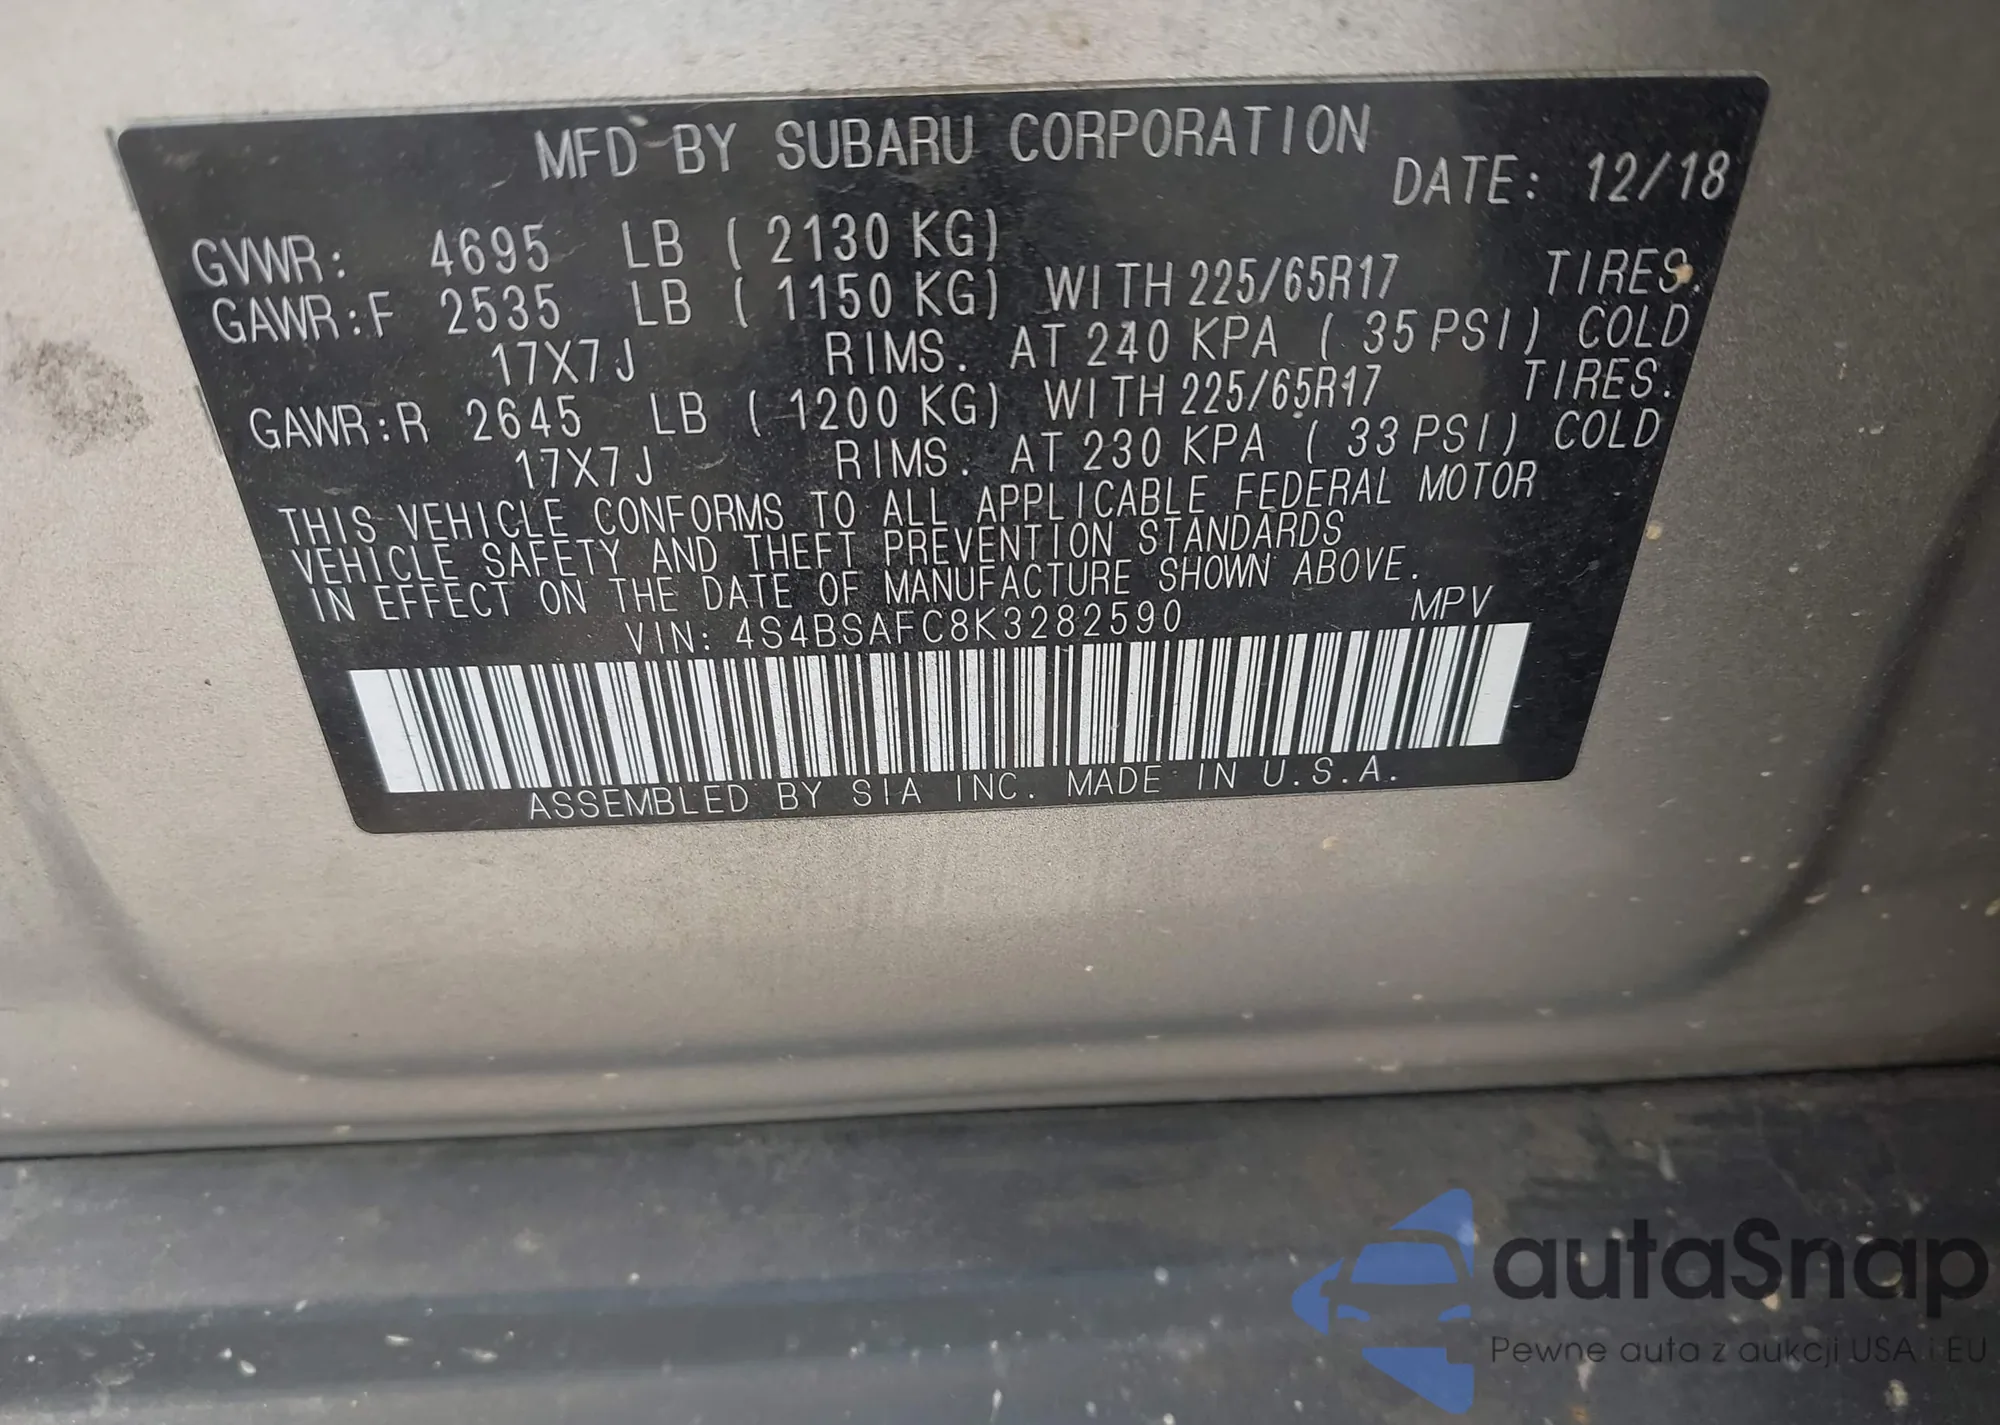 MFD BY SUBARU CORPORATION
DATE: 12/18
GVWR: 4695 LB ( 2130 KG)
GAWR:F 2535 LB ( 1150 KG) WITH 225/65R17 TIRES.
17X7J RIMS. AT 240 KPA ( 35 PSI) COLD
GAWR:R 2645 LB ( 1200 KG) WITH 225/65R17 TIRES.
17X7J RIMS. AT 230 KPA ( 33 PSI) COLD
THIS VEHICLE CONFORMS TO ALL APPLICABLE FEDERAL MOTOR
VEHICLE SAFETY AND THEFT PREVENTION STANDARDS
IN EFFECT ON THE DATE OF MANUFACTURE SHOWN ABOVE.
VIN: 4S4BSAFC8K3282590 MPV
ASSEMBLED BY SIA INC. MADE IN U.S.A.
autaSnap
Pewne auta z aukcji USA i EU